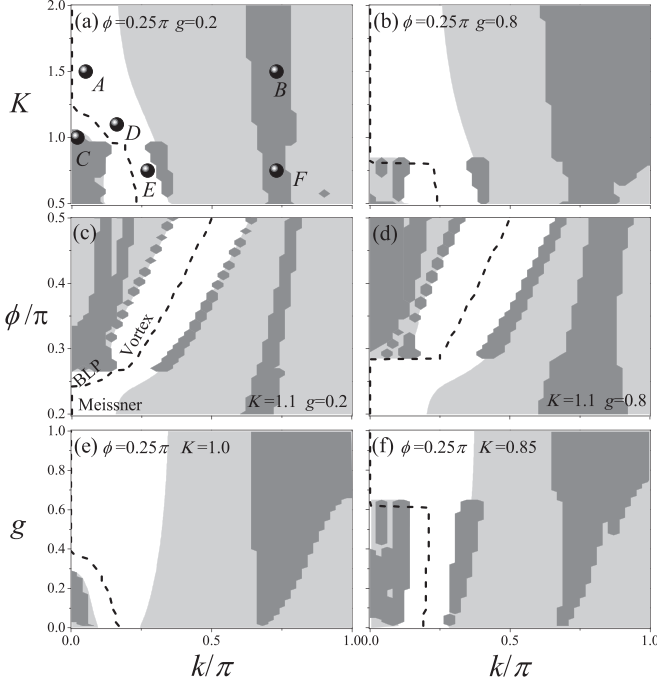 (a) ϕ=0.25π g=0.2
(b) ϕ=0.25π g=0.8
2.0
1.5
1.0
0.5
K
A
B
C
D
E
F
(c)
(d)
0.5
0.4
0.3
0.2
ϕ/π
BLP
Vortex
Meissner
K=1.1 g=0.2
K=1.1 g=0.8
(e) ϕ=0.25π K=1.0
(f) ϕ=0.25π K=0.85
1.0
0.8
0.6
0.4
0.2
0.0
g
0.0 0.5 1.0 0.0 0.5 1.0
k/π k/π